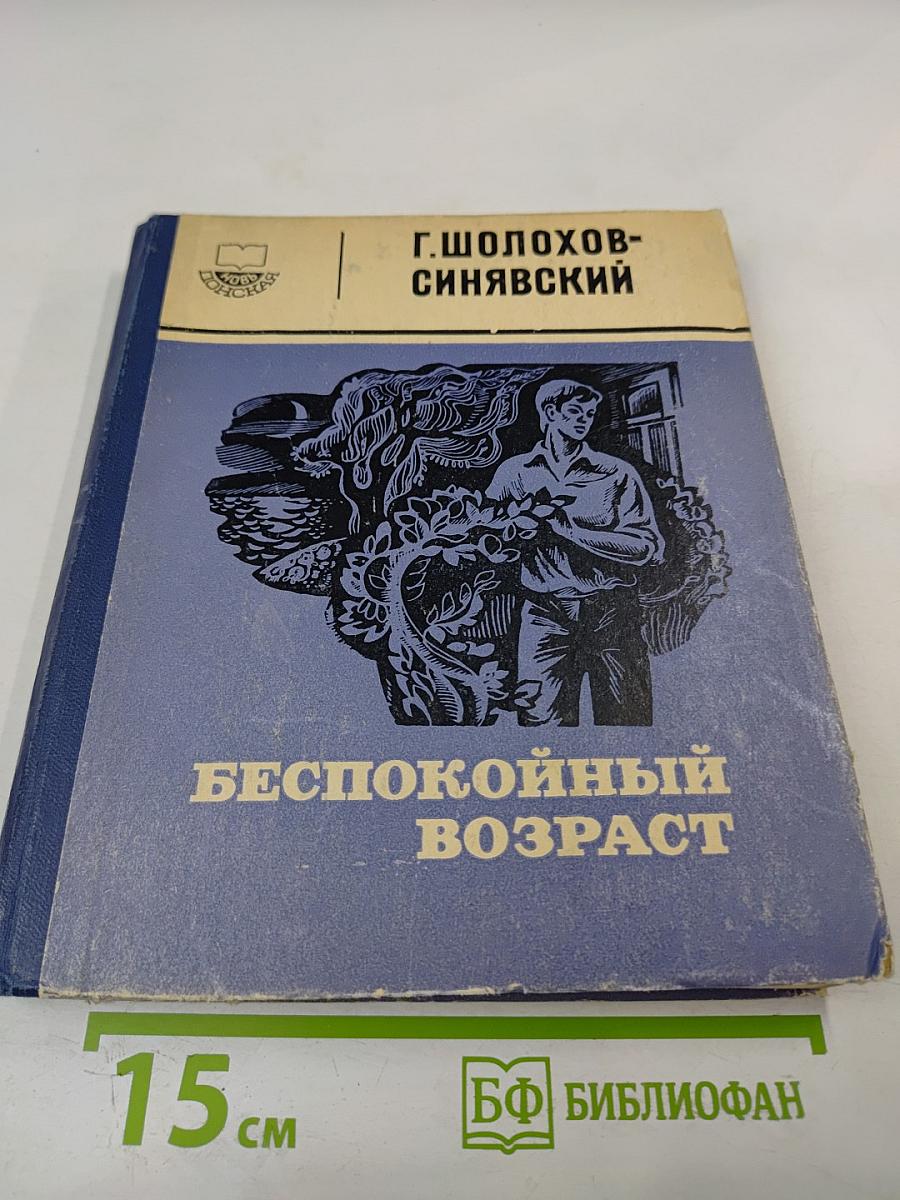 НОВЬ
ДОНСКАЯ
Г.ШОЛОХОВ-
СИНЯВСКИЙ
БЕСПОКОЙНЫЙ
ВОЗРАСТ
15 см
БФ БИБЛИОФАН